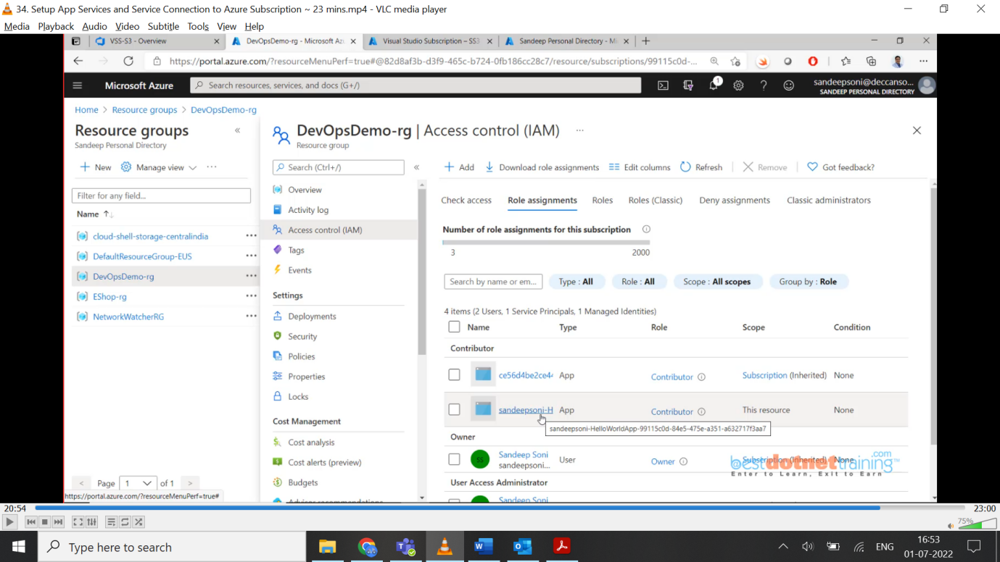 34. Setup App Services and Service Connection to Azure Subscription ~ 23 mins.mp4 - VLC media player
Media Playback Audio Video Subtitle Tools View Help
VSS-S3 - Overview
DevOpsDemo-rg - Microsoft Az
Visual Studio Subscription – SS3
Sandeep Personal Directory - M
https://portal.azure.com/?resourceMenuPerf=true#@82d8af3b-d3f9-465c-b724-0fb186cc28c7/resource/subscriptions/99115c0d-...
Microsoft Azure
Search resources, services, and docs (G+/)
1
sandeepsoni@deccanso...
SANDEEP PERSONAL DIRECTORY
Home > Resource groups > DevOpsDemo-rg
Resource groups
Sandeep Personal Directory
New Manage view
Filter for any field...
Name
cloud-shell-storage-centralindia
DefaultResourceGroup-EUS
DevOpsDemo-rg
EShop-rg
NetworkWatcherRG
< Page 1 of 1 >
https://portal.azure.com/?resourceMenuPerf=true#
DevOpsDemo-rg | Access control (IAM) ...
Resource group
Search (Ctrl+/)
Overview
Activity log
Access control (IAM)
Tags
Events
Settings
Deployments
Security
Policies
Properties
Locks
Cost Management
Cost analysis
Cost alerts (preview)
Budgets
Advisor recommendations
Add Download role assignments Edit columns Refresh Remove Got feedback?
Check access Role assignments Roles Roles (Classic) Deny assignments Classic administrators
Number of role assignments for this subscription
3 2000
Search by name or em... Type : All Role : All Scope : All scopes Group by : Role
4 items (2 Users, 1 Service Principals, 1 Managed Identities)
Name Type Role Scope Condition
Contributor
ce56d4be2ce44 App Contributor Subscription (Inherited) None
sandeepsoni-H App Contributor This resource None
sandeepsoni-HelloWorldApp-99115c0d-84e5-475e-a351-a632717f3aa7
Owner
SS Sandeep Soni
sandeepsoni... User Owner Subscription (Inherited) None
bestdotnettraining.com
Enter to Learn, Exit to Earn
User Access Administrator
Sandeep Soni
20:54 23:00
75%
Type here to search
ENG
16:53
01-07-2022